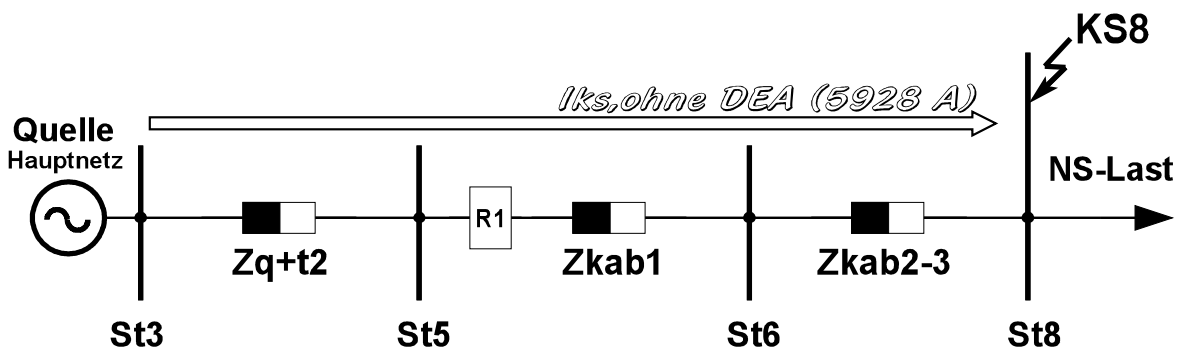 KS8
Iks,ohne DEA (5928 A)
Quelle
Hauptnetz
NS-Last
R1
Zq+t2
Zkab1
Zkab2-3
St3
St5
St6
St8